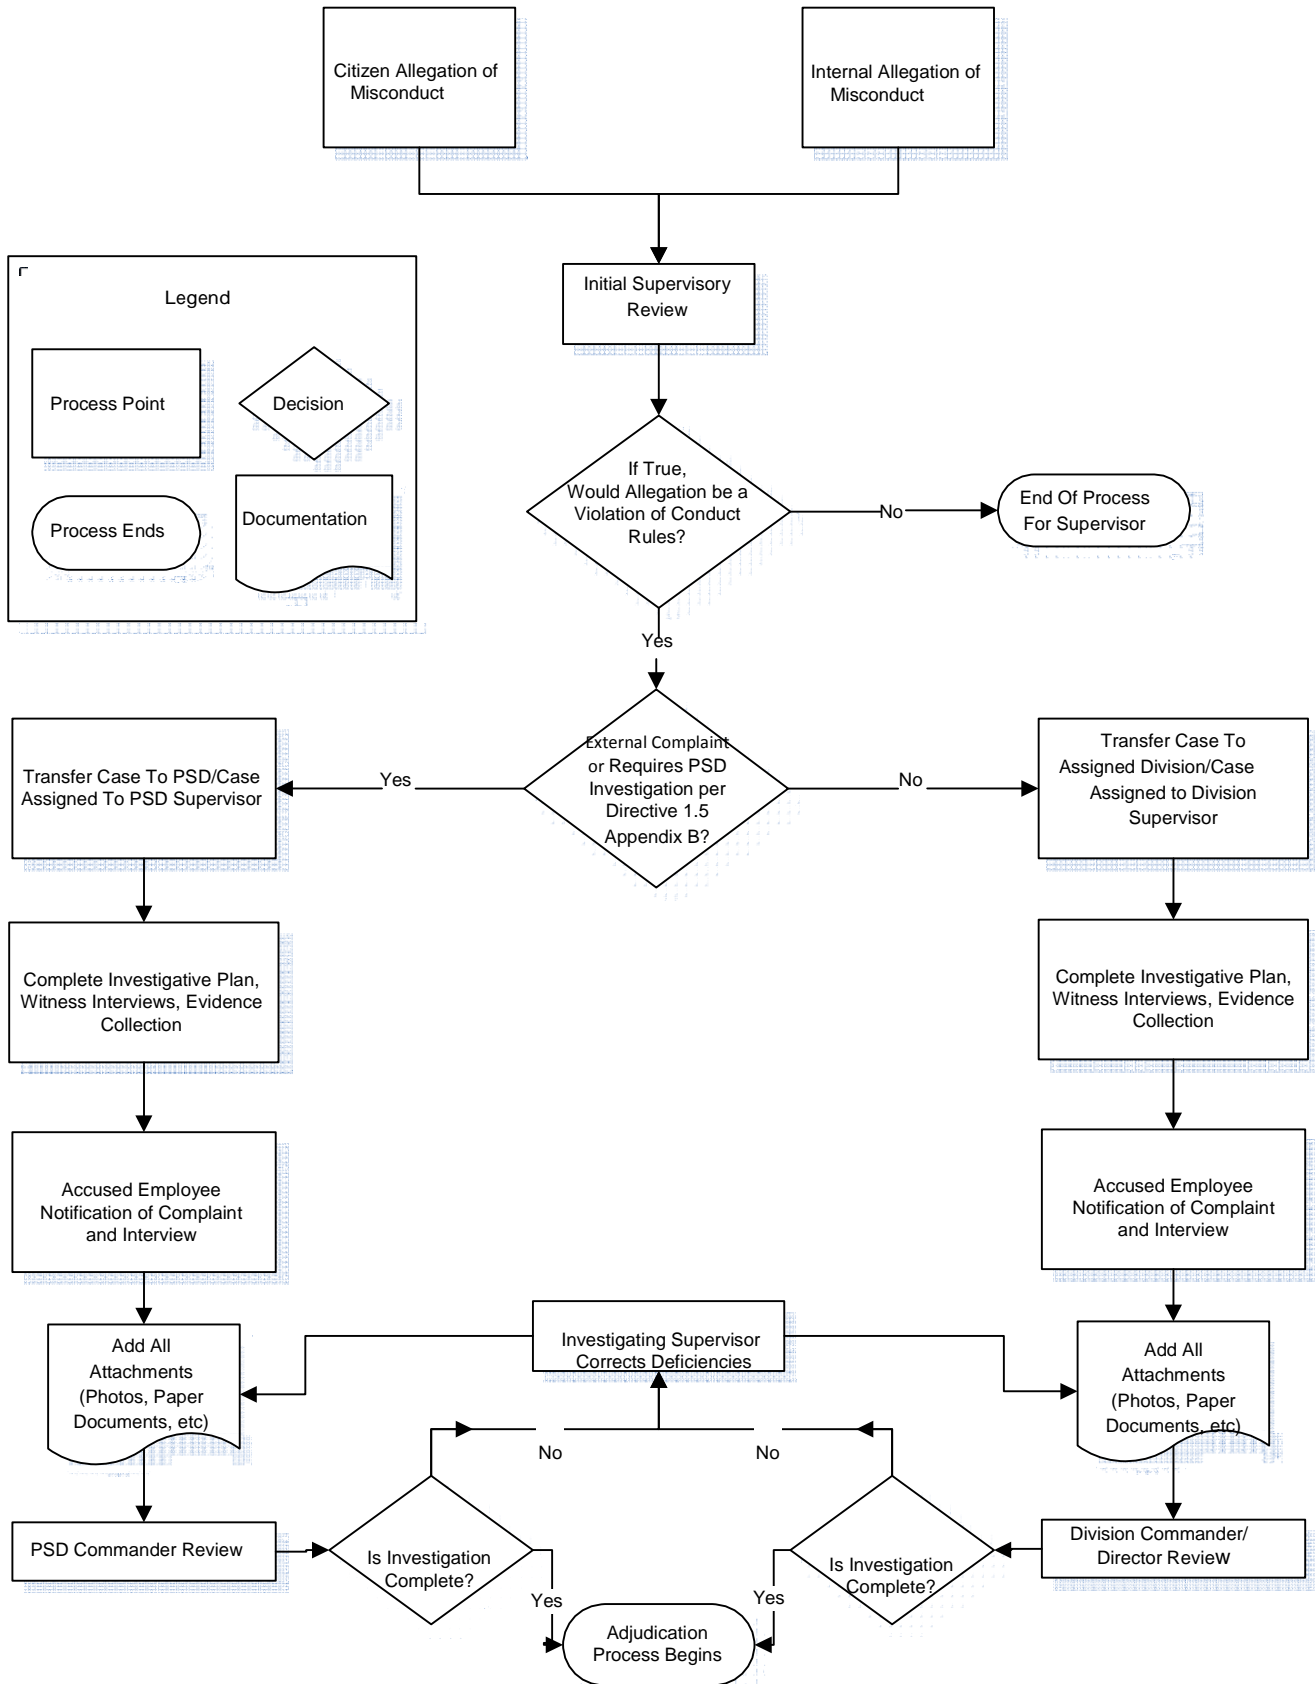 Citizen Allegation of
Misconduct
Internal Allegation of
Misconduct
Initial Supervisory
Review
Legend
Process Point
Decision
Process Ends
Documentation
If True,
Would Allegation be a
Violation of Conduct
Rules?
No
End Of Process
For Supervisor
Yes
External Complaint
or Requires PSD
Investigation per
Directive 1.5
Appendix B?
Yes
No
Transfer Case To PSD/Case
Assigned To PSD Supervisor
Transfer Case To
Assigned Division/Case
Assigned to Division
Supervisor
Complete Investigative Plan,
Witness Interviews, Evidence
Collection
Complete Investigative Plan,
Witness Interviews, Evidence
Collection
Accused Employee
Notification of Complaint
and Interview
Accused Employee
Notification of Complaint
and Interview
Investigating Supervisor
Corrects Deficiencies
Add All
Attachments
(Photos, Paper
Documents, etc)
Add All
Attachments
(Photos, Paper
Documents, etc)
No
No
PSD Commander Review
Is Investigation
Complete?
Is Investigation
Complete?
Division Commander/
Director Review
Yes
Yes
Adjudication
Process Begins